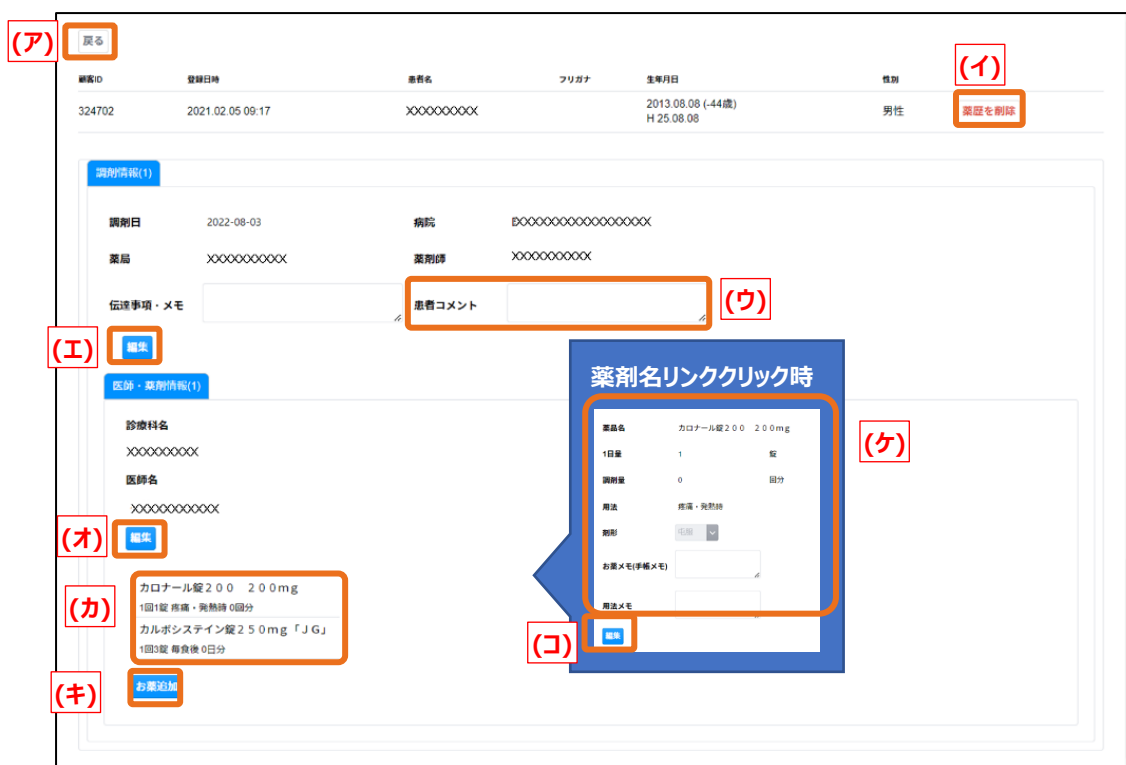 (ア)
戻る
(イ)
顧客ID 登録日時 患者名 フリガナ 生年月日 性別
324702 2021.02.05 09:17 XXXXXXXXX 2013.08.08 (-44歳) 男性 薬歴を削除
H 25.08.08
調剤情報(1)
調剤日 2022-08-03 病院 EXXXXXXXXXXXXXXXXX
薬局 XXXXXXXXXX 薬剤師 XXXXXXXXXX
伝達事項・メモ 患者コメント (ウ)
(エ) 編集
医師・薬剤情報(1)
診療科名
XXXXXXXXX
医師名
XXXXXXXXXXX
(オ) 編集
(カ)
カロナール錠200 200mg
1回1錠 疼痛・発熱時 0回分
カルボシステイン錠250mg「JG」
1回3錠 毎食後 0日分
(キ) お薬追加
薬剤名リンククリック時
(ケ)
薬品名 カロナール錠200 200mg
1日量 1 錠
調剤量 0 回分
用法 疼痛・発熱時
剤形 屯服
お薬メモ(手帳メモ)
用法メモ
(コ) 編集